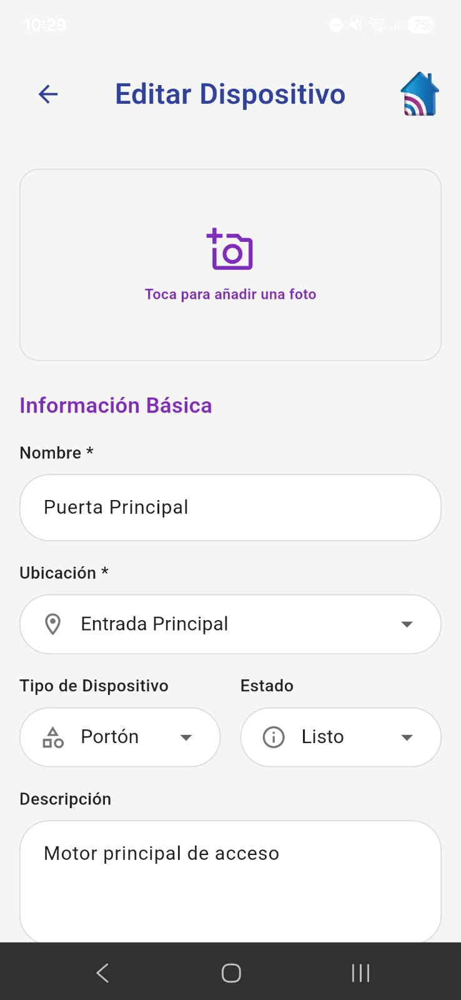 10:29
75
Editar Dispositivo
Toca para añadir una foto
Información Básica
Nombre *
Puerta Principal
Ubicación *
Entrada Principal
Tipo de Dispositivo
Estado
Portón
Listo
Descripción
Motor principal de acceso